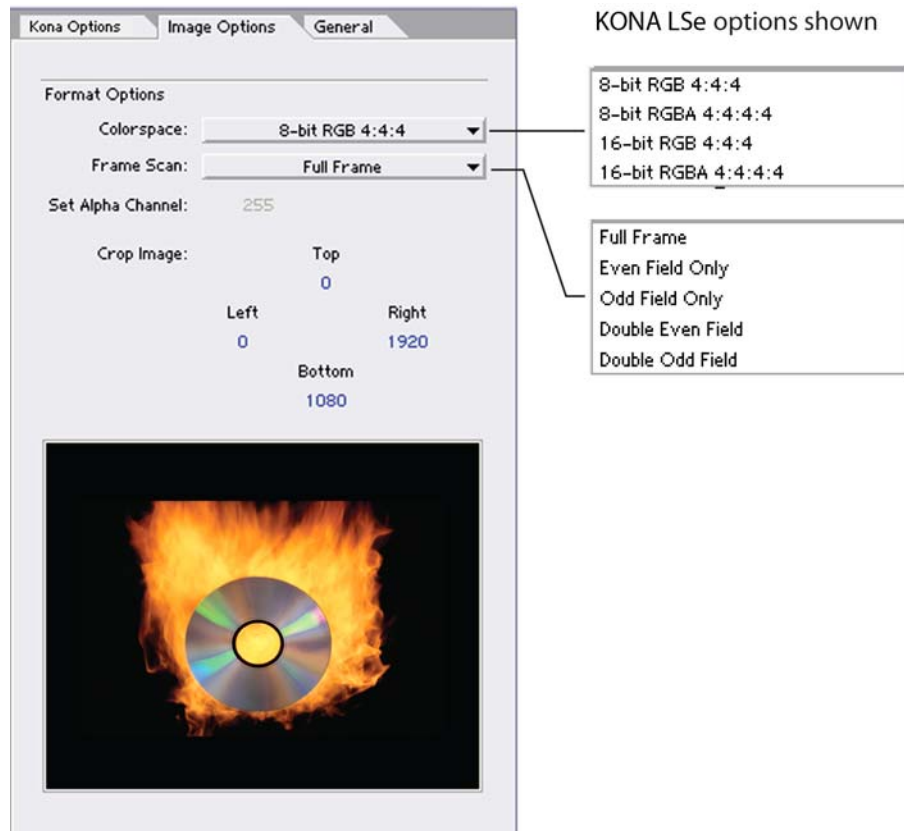 Kona Options Image Options General
KONA LSe options shown
Format Options
Colorspace: 8-bit RGB 4:4:4
8-bit RGB 4:4:4
8-bit RGBA 4:4:4:4
16-bit RGB 4:4:4
16-bit RGBA 4:4:4:4
Frame Scan: Full Frame
Full Frame
Even Field Only
Odd Field Only
Double Even Field
Double Odd Field
Set Alpha Channel: 255
Crop Image: Top
0
Left Right
0 1920
Bottom
1080